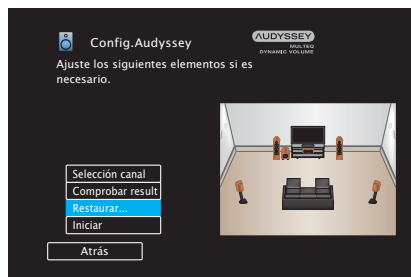 Config.Audyssey
AUDYSSEY
MULTEQ
DYNAMIC VOLUME
Ajuste los siguientes elementos si es
necesario.
Selección canal
Comprobar result
Restaurar...
Iniciar
Atrás